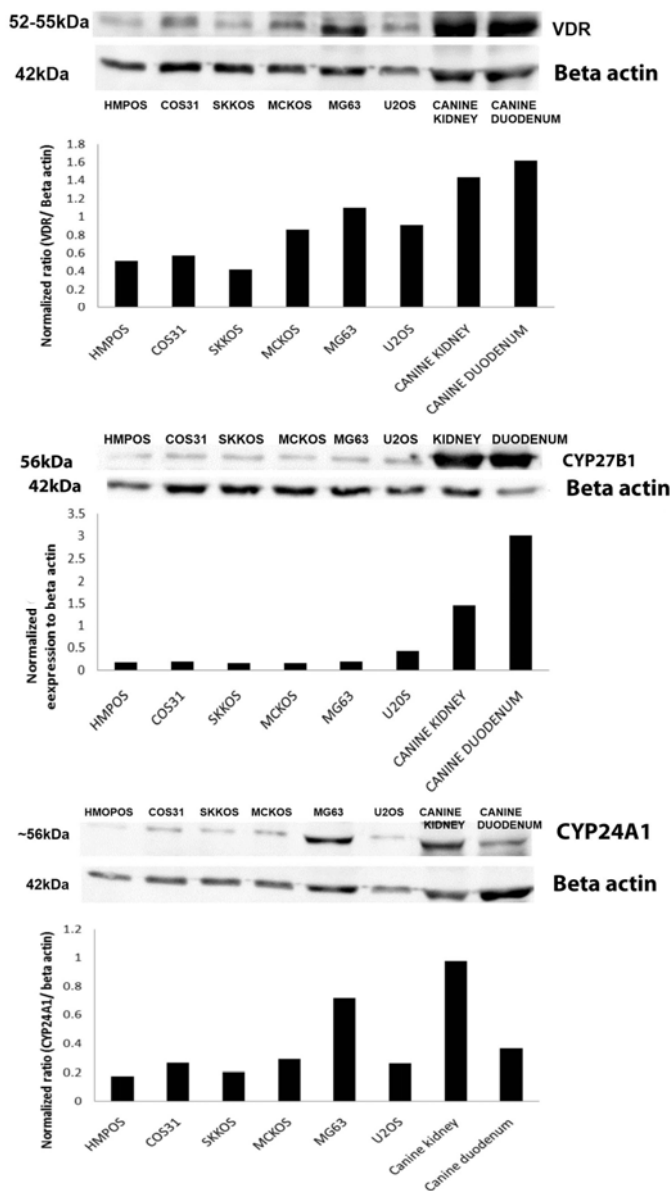 52-55kDa
VDR
42kDa
Beta actin
HMPOS COS31 SKKOS MCKOS MG63 U2OS CANINE KIDNEY CANINE DUODENUM
Normalized ratio (VDR/ Beta actin)
1.8
1.6
1.4
1.2
1
0.8
0.6
0.4
0.2
0
HMPOS COS31 SKKOS MCKOS MG63 U2OS CANINE KIDNEY CANINE DUODENUM
HMPOS COS31 SKKOS MCKOS MG63 U2OS KIDNEY DUODENUM
56kDa
CYP27B1
42kDa
Beta actin
Normalized
eexpression to beta actin
3.5
3
2.5
2
1.5
1
0.5
0
HMPOS COS31 SKKOS MCKOS MG63 U2OS CANINE KIDNEY CANINE DUODENUM
HMOPOS COS31 SKKOS MCKOS MG63 U2OS CANINE KIDNEY CANINE DUODENUM
~56kDa
CYP24A1
42kDa
Beta actin
Normalized ratio (CYP24A1/ beta actin)
1.2
1
0.8
0.6
0.4
0.2
0
HMPOS COS31 SKKOS MCKOS MG63 U2OS Canine kidney Canine duodenum